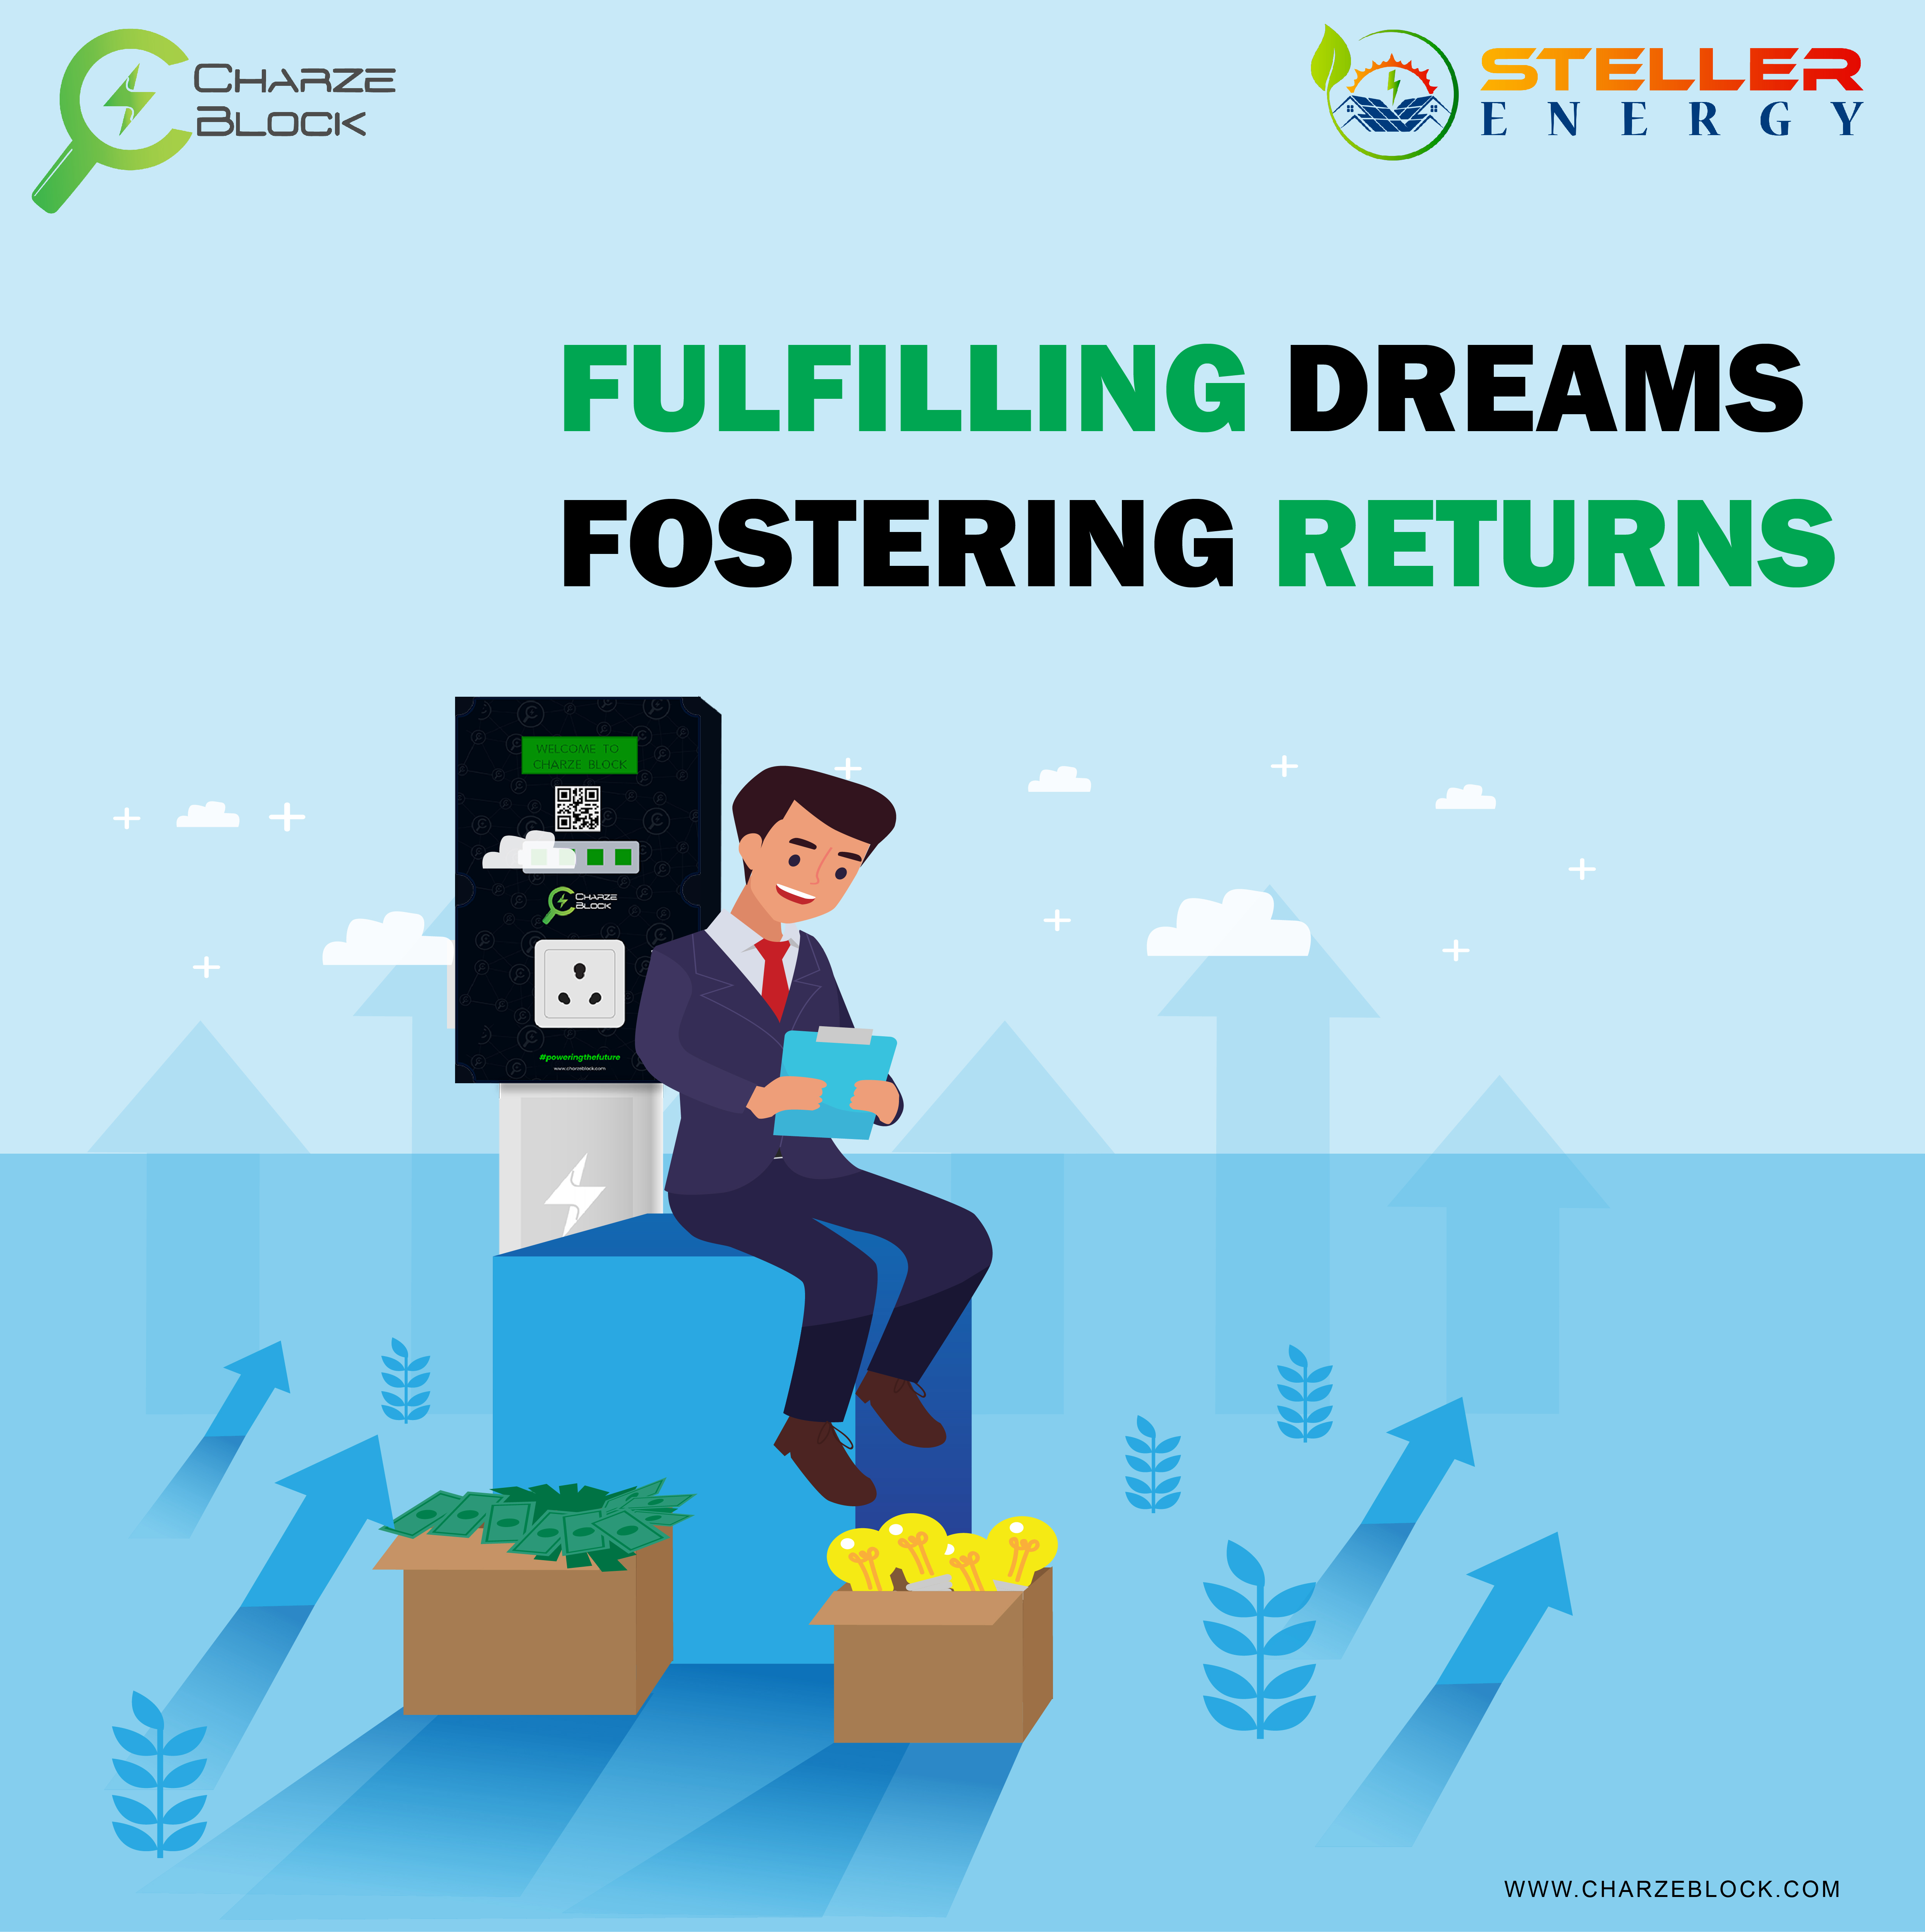 CHARZE
BLOCK
STELLER
ENERGY
FULFILLING DREAMS
FOSTERING RETURNS
WELCOME TO
CHARZE BLOCK
CHARZE
BLOCK
#poweringthefuture
www.charzeblock.com
WWW.CHARZEBLOCK.COM